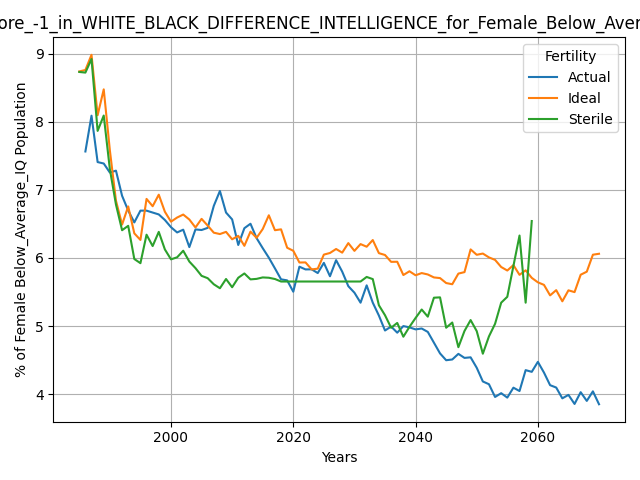 ore_-1_in_WHITE_BLACK_DIFFERENCE_INTELLIGENCE_for_Female_Below_Aver
Fertility
Actual
Ideal
Sterile
% of Female Below_Average_IQ Population
9
8
7
6
5
4
2000
2020
2040
2060
Years